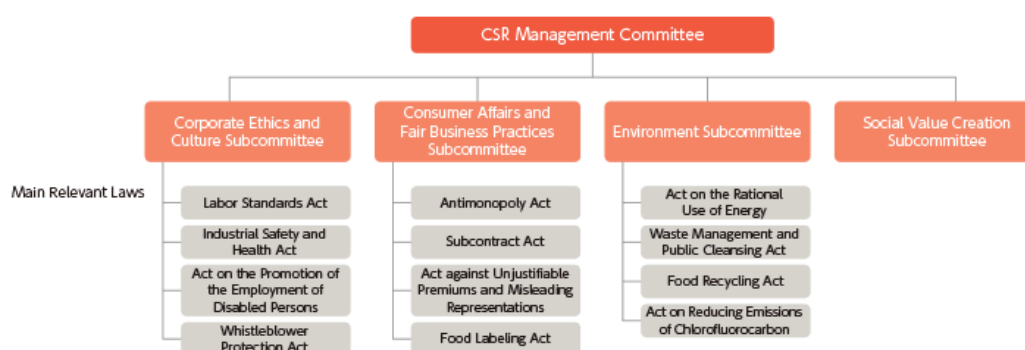 CSR Management Committee
Corporate Ethics and
Culture Subcommittee
Consumer Affairs and
Fair Business Practices
Subcommittee
Environment Subcommittee
Social Value Creation
Subcommittee
Main Relevant Laws
Labor Standards Act
Industrial Safety and
Health Act
Act on the Promotion of
the Employment of
Disabled Persons
Whistleblower
Protection Act
Antimonopoly Act
Subcontract Act
Act against Unjustifiable
Premiums and Misleading
Representations
Food Labeling Act
Act on the Rational
Use of Energy
Waste Management and
Public Cleansing Act
Food Recycling Act
Act on Reducing Emissions
of Chlorofluorocarbon